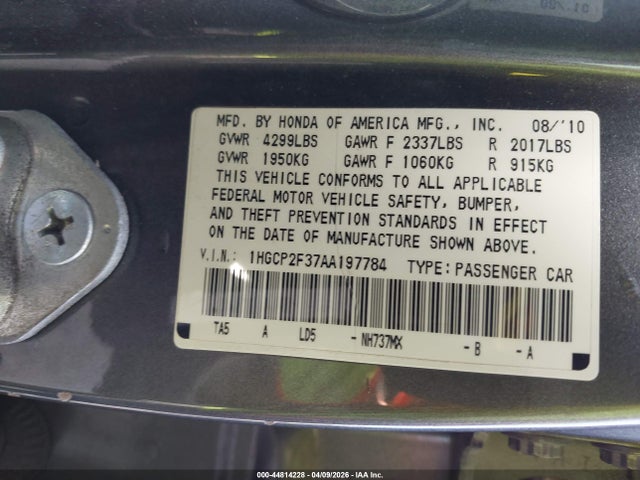 MFD. BY HONDA OF AMERICA MFG., INC. 08/'10
GVWR 4299LBS GAWR F 2337LBS R 2017LBS
GVWR 1950KG GAWR F 1060KG R 915KG
THIS VEHICLE CONFORMS TO ALL APPLICABLE
FEDERAL MOTOR VEHICLE SAFETY, BUMPER,
AND THEFT PREVENTION STANDARDS IN EFFECT
ON THE DATE OF MANUFACTURE SHOWN ABOVE.
V.I.N.: 1HGCP2F37AA197784 TYPE: PASSENGER CAR
TA5 A LD5 - NH737MX - B - A
000-44814228 - 04/09/2026 - IAA Inc.